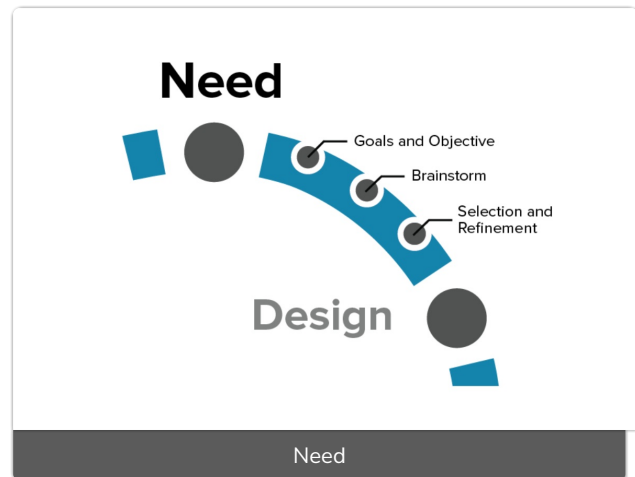 Need
Goals and Objective
Brainstorm
Selection and
Refinement
Design
Need